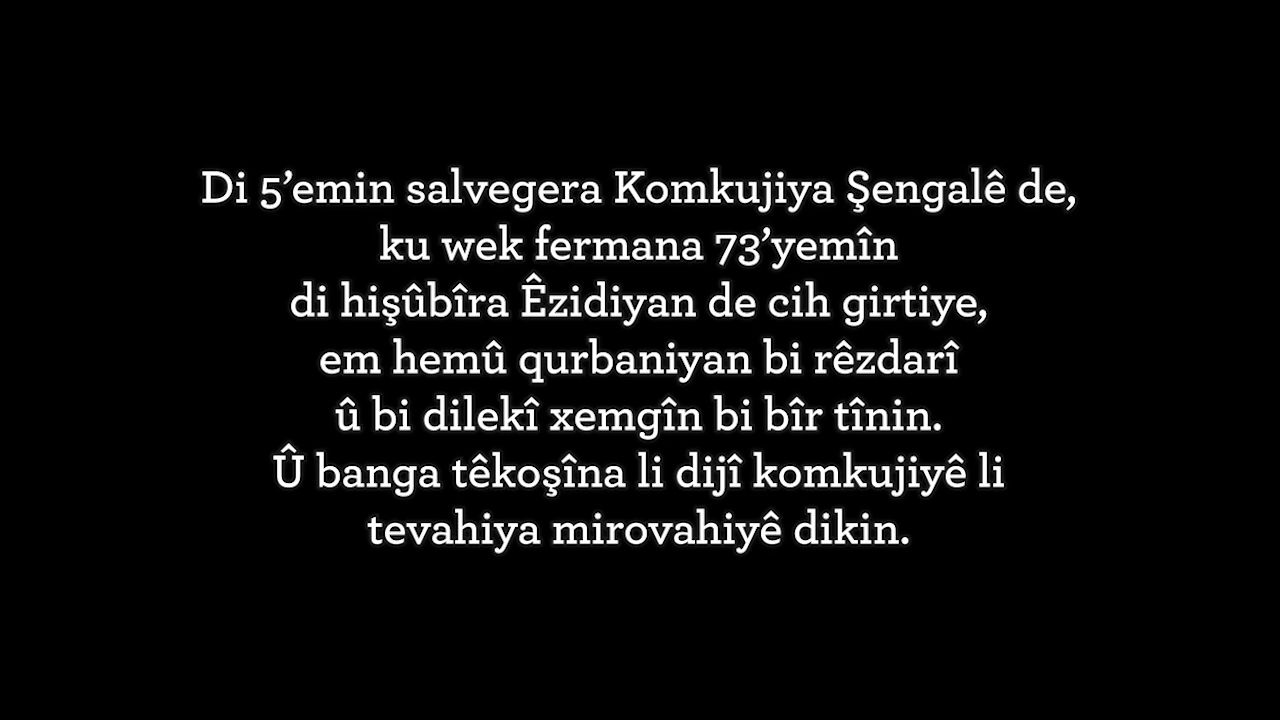 Di 5’emin salvegera Komkujiya Şengalê de,
ku wek fermana 73’yemîn
di hişûbîra Êzidiyan de cih girtiye,
em hemû qurbaniyan bi rêzdarî
û bi dilekî xemgîn bi bîr tînin.
Û banga têkoşîna li dijî komkujiyê li
tevahiya mirovahiyê dikin.